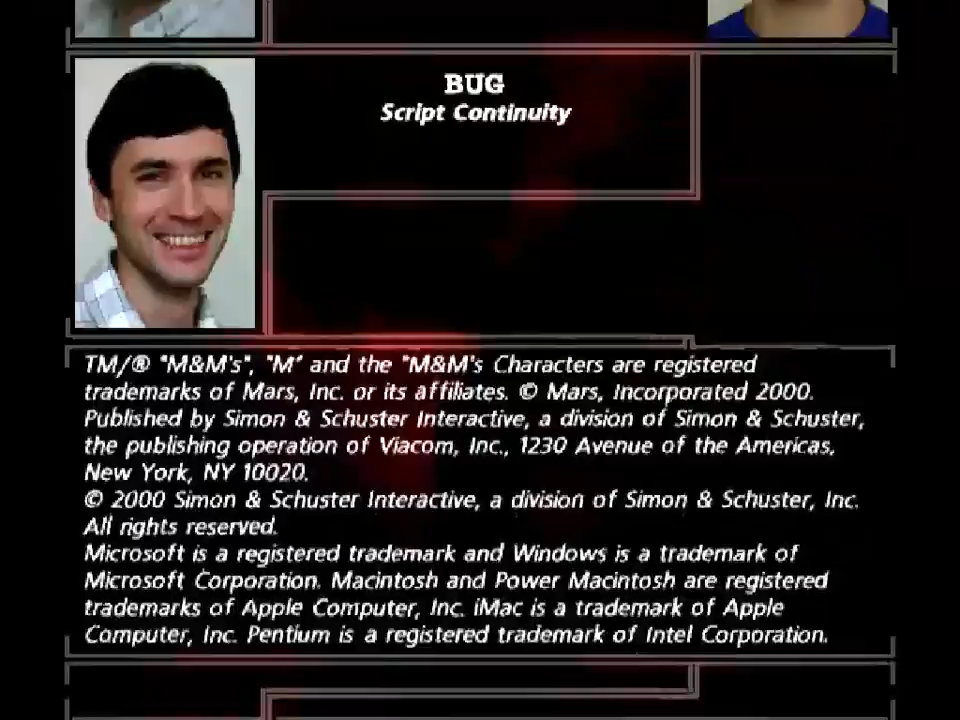 BUG
Script Continuity
TM/® "M&M's", "M" and the "M&M's Characters are registered
trademarks of Mars, Inc. or its affiliates. © Mars, Incorporated 2000.
Published by Simon & Schuster Interactive, a division of Simon & Schuster,
the publishing operation of Viacom, Inc., 1230 Avenue of the Americas,
New York, NY 10020.
© 2000 Simon & Schuster Interactive, a division of Simon & Schuster, Inc.
All rights reserved.
Microsoft is a registered trademark and Windows is a trademark of
Microsoft Corporation. Macintosh and Power Macintosh are registered
trademarks of Apple Computer, Inc. iMac is a trademark of Apple
Computer, Inc. Pentium is a registered trademark of Intel Corporation.